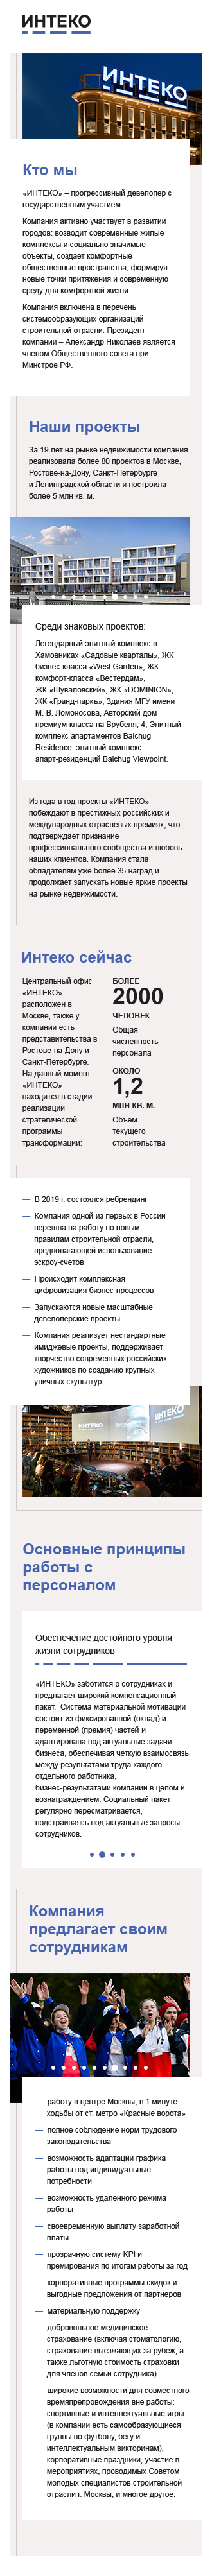 ИНТЕКО
ИНТЕКО
Кто мы
«ИНТЕКО» – прогрессивный девелопер с
государственным участием.
Компания активно участвует в развитии
городов: возводит современные жилые
комплексы и социально значимые
объекты, создает комфортные
общественные пространства, формируя
новые точки притяжения и современную
среду для комфортной жизни.
Компания включена в перечень
системообразующих организаций
строительной отрасли. Президент
компании – Александр Николаев является
членом Общественного совета при
Минстрое РФ.
Наши проекты
За 19 лет на рынке недвижимости компания
реализовала более 80 проектов в Москве,
Ростове-на-Дону, Санкт-Петербурге
и Ленинградской области и построила
более 5 млн кв. м.
Среди знаковых проектов:
Легендарный элитный комплекс в
Хамовниках «Садовые кварталы», ЖК
бизнес-класса «West Garden», ЖК
комфорт-класса «Вестердам»,
ЖК «Шуваловский», ЖК «DOMINION»,
ЖК «Гранд-паркъ», Здания МГУ имени
М. В. Ломоносова, Авторский дом
премиум-класса на Врубеля, 4, Элитный
комплекс апартаментов Balchug
Residence, элитный комплекс
апарт-резиденций Balchug Viewpoint.
Из года в год проекты «ИНТЕКО»
побеждают в престижных российских и
международных отраслевых премиях, что
подтверждает признание
профессионального сообщества и любовь
наших клиентов. Компания стала
обладателям уже более 35 наград и
продолжает запускать новые яркие проекты
на рынке недвижимости.
Интеко сейчас
Центральный офис
«ИНТЕКО»
расположен в
Москве, также у
компании есть
представительства в
Ростове-на-Дону и
Санкт-Петербурге.
На данный момент
«ИНТЕКО»
находится в стадии
реализации
стратегической
программы
трансформации:
БОЛЕЕ
2000
ЧЕЛОВЕК
Общая
численность
персонала
ОКОЛО
1,2
МЛН КВ. М.
Объем
текущего
строительства
— В 2019 г. состоялся ребрендинг
— Компания одной из первых в России
перешла на работу по новым
правилам строительной отрасли,
предполагающей использование
эскроу-счетов
— Происходит комплексная
цифровизация бизнес-процессов
— Запускаются новые масштабные
девелоперские проекты
— Компания реализует нестандартные
имиджевые проекты, поддерживает
творчество современных российских
художников по созданию крупных
уличных скульптур
ИНТЕКО
ИНТЕКО
Основные принципы
работы с
персоналом
Обеспечение достойного уровня
жизни сотрудниками
«ИНТЕКО» заботится о сотрудниках и
предлагает широкий компенсационный
пакет. Система материальной мотивации
состоит из фиксированной (оклад) и
переменной (премия) частей и
адаптирована под актуальные задачи
бизнеса, обеспечивая четкую взаимосвязь
между результатами труда каждого
отдельного работника,
бизнес-результатами компании в целом и
вознаграждением. Социальный пакет
регулярно пересматривается,
подстраиваясь под актуальные запросы
сотрудников.
Компания
предлагает своим
сотрудникам
— работу в центре Москвы, в 1 минуте
ходьбы от ст. метро «Красные ворота»
— полное соблюдение норм трудового
законодательства
— возможность адаптации графика
работы под индивидуальные
потребности
— возможность удаленного режима
работы
— своевременную выплату заработной
платы
— прозрачную систему KPI и
премирования по итогам работы за год
— корпоративные программы скидок и
выгодные предложения от партнеров
— материальную поддержку
— добровольное медицинское
страхование (включая стоматологию,
страхование выезжающих за рубеж, а
также льготную стоимость страховки
для членов семьи сотрудника)
— широкие возможности для совместного
времяпрепровождения вне работы:
спортивные и интеллектуальные игры
(в компании есть самообразующиеся
группы по футболу, бегу и
интеллектуальным викторинам),
корпоративные праздники, участие в
мероприятиях, проводимых Советом
молодых специалистов строительной
отрасли г. Москвы, и многое другое.